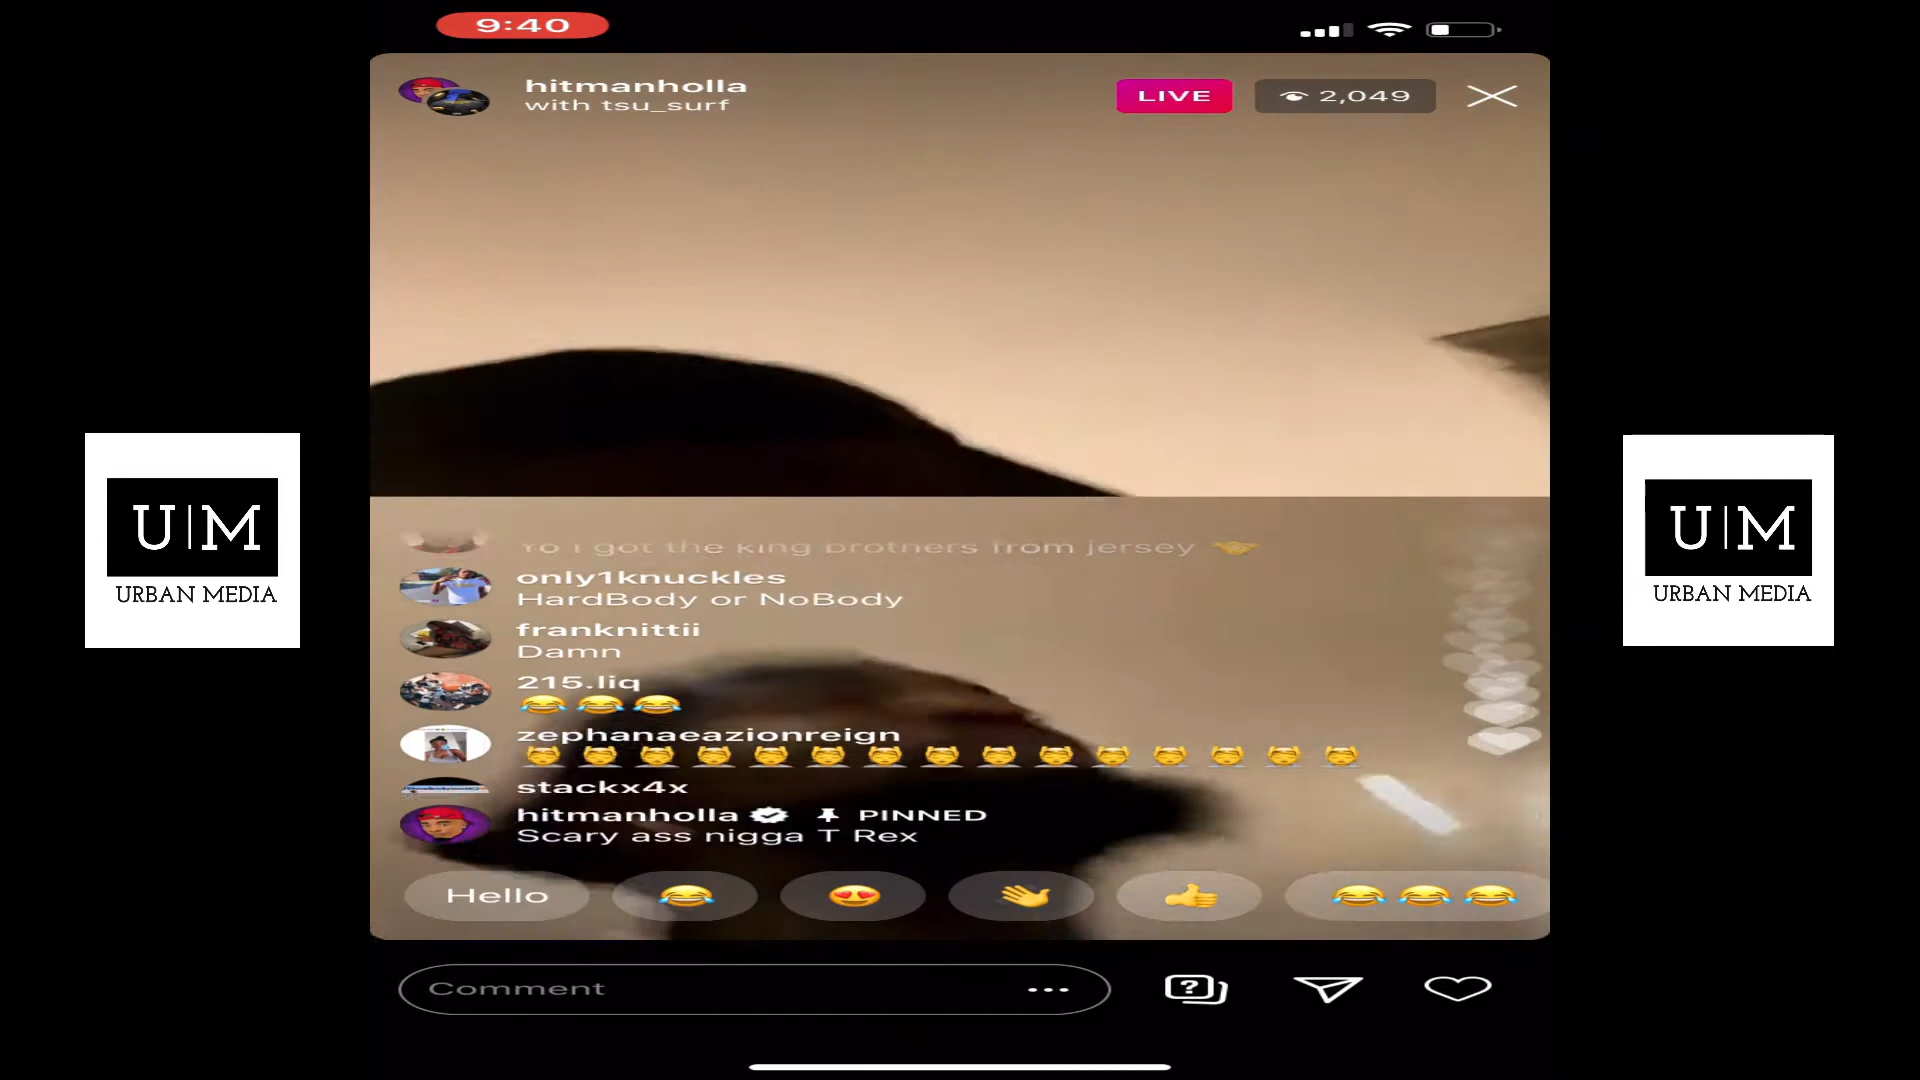 9:40
hitmanholla
with tsu_surf
LIVE
2,049
Yo I got the king brothers from jersey
only1knuckles
HardBody or NoBody
franknittii
Damn
215.liq
😂😂😂
zephanaeazionreign
💆💆💆💆💆💆💆💆💆💆💆💆💆💆💆
stackx4x
hitmanholla PINNED
Scary ass nigga T Rex
Hello 😂 😍 👋 👍 😂😂😂
Comment
U|M
URBAN MEDIA
U|M
URBAN MEDIA